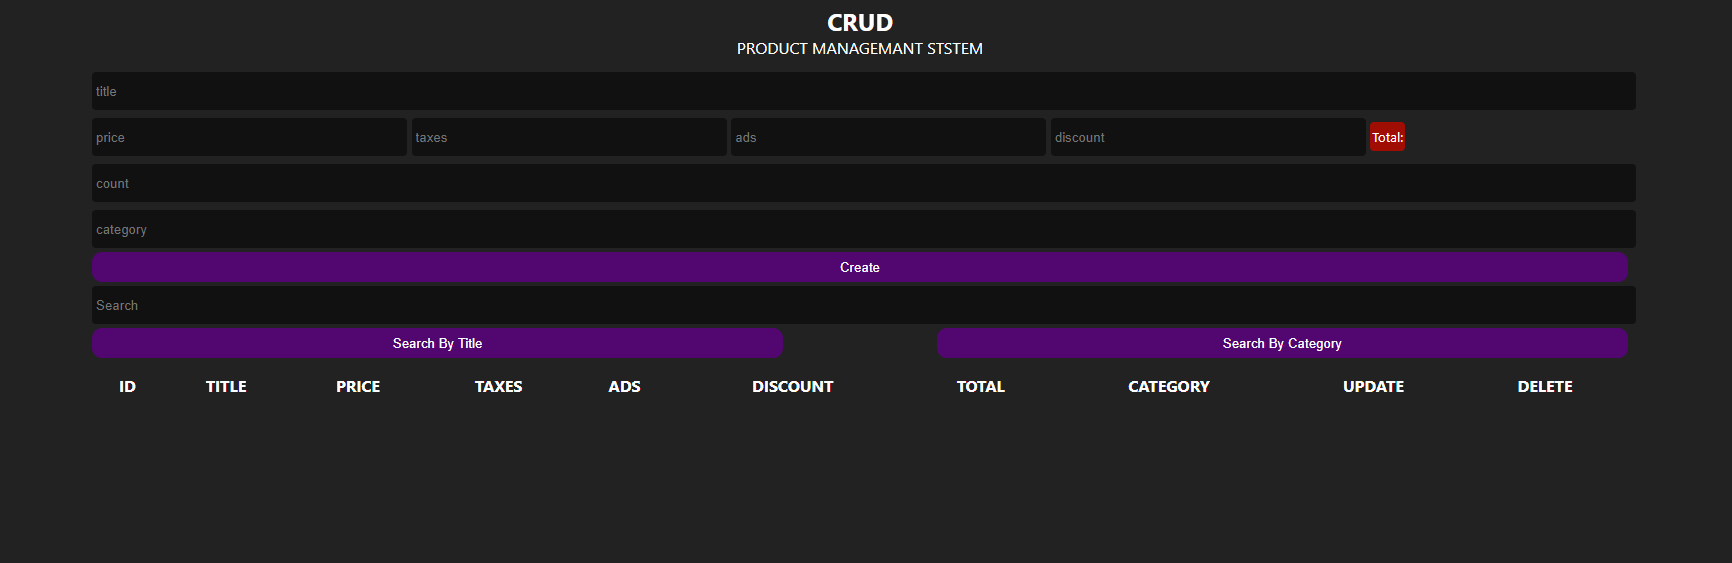 CRUD
PRODUCT MANAGEMANT STSTEM
title
price taxes ads discount Total:
count
category
Create
Search
Search By Title Search By Category
ID TITLE PRICE TAXES ADS DISCOUNT TOTAL CATEGORY UPDATE DELETE